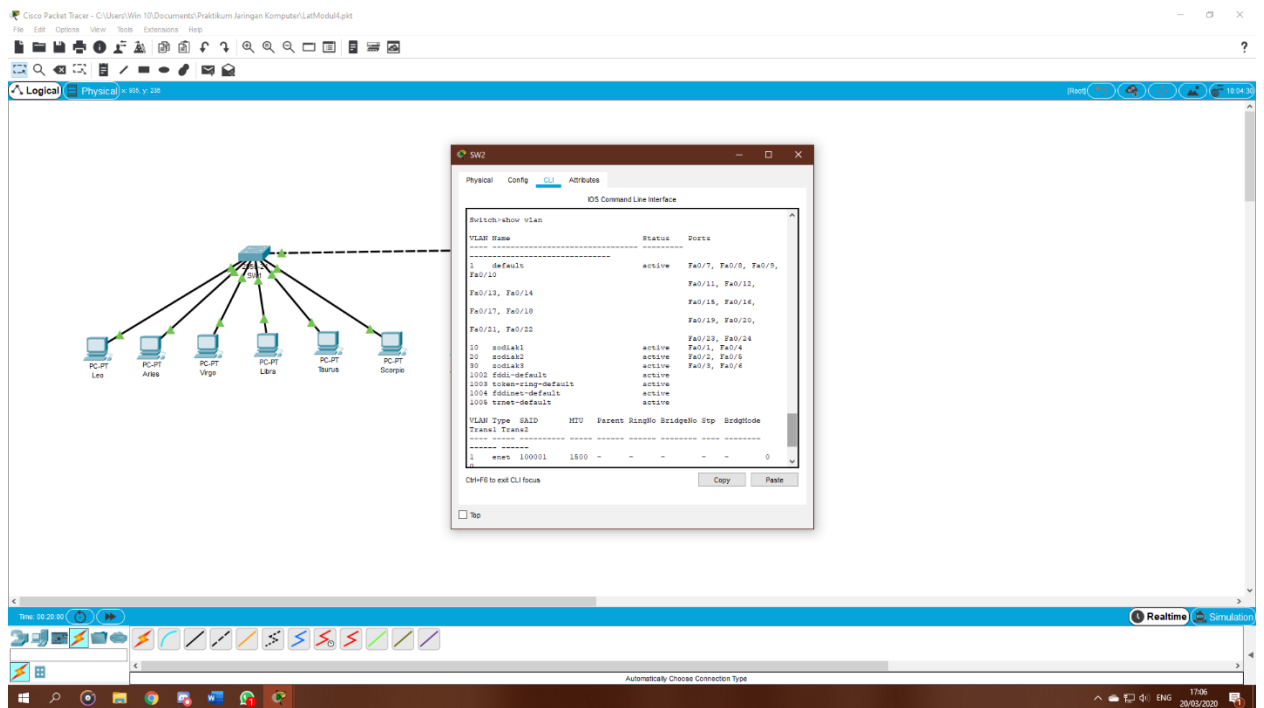 Cisco Packet Tracer - C:\Users\Win 10\Documents\Praktikum Jaringan Komputer\LatModul4.pkt
File Edit Options View Tools Extensions Help
?
Logical Physical x: 936, y: 236
[Root] 18:04:30
SW2
Physical Config CLI Attributes
IOS Command Line Interface
Switch>show vlan
VLAN Name Status Ports
---- -------------------------------- ---------
-------------------------------
1 default active Fa0/7, Fa0/8, Fa0/9,
Fa0/10
Fa0/11, Fa0/12,
Fa0/13, Fa0/14
Fa0/15, Fa0/16,
Fa0/17, Fa0/18
Fa0/19, Fa0/20,
Fa0/21, Fa0/22
Fa0/23, Fa0/24
10 zodiak1 active Fa0/1, Fa0/4
20 zodiak2 active Fa0/2, Fa0/5
30 zodiak3 active Fa0/3, Fa0/6
1002 fddi-default active
1003 token-ring-default active
1004 fddinet-default active
1005 trnet-default active
VLAN Type SAID MTU Parent RingNo BridgeNo Stp BrdgMode
Trans1 Trans2
---- ----- ---------- ----- ------ ------ -------- ---- --------
------ ------
1 enet 100001 1500 - - - - - 0
Ctrl+F6 to exit CLI focus
Copy Paste
Top
SW1
PC-PT
Leo
PC-PT
Aries
PC-PT
Virgo
PC-PT
Libra
PC-PT
Taurus
PC-PT
Scorpio
Time: 00:20:00
Realtime Simulation
Automatically Choose Connection Type
ENG
17:06
20/03/2020